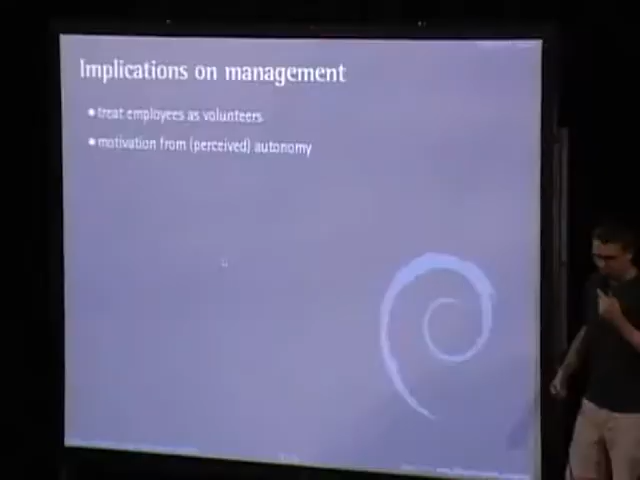 Implications on management
• treat employees as volunteers
• motivation from (perceived) autonomy